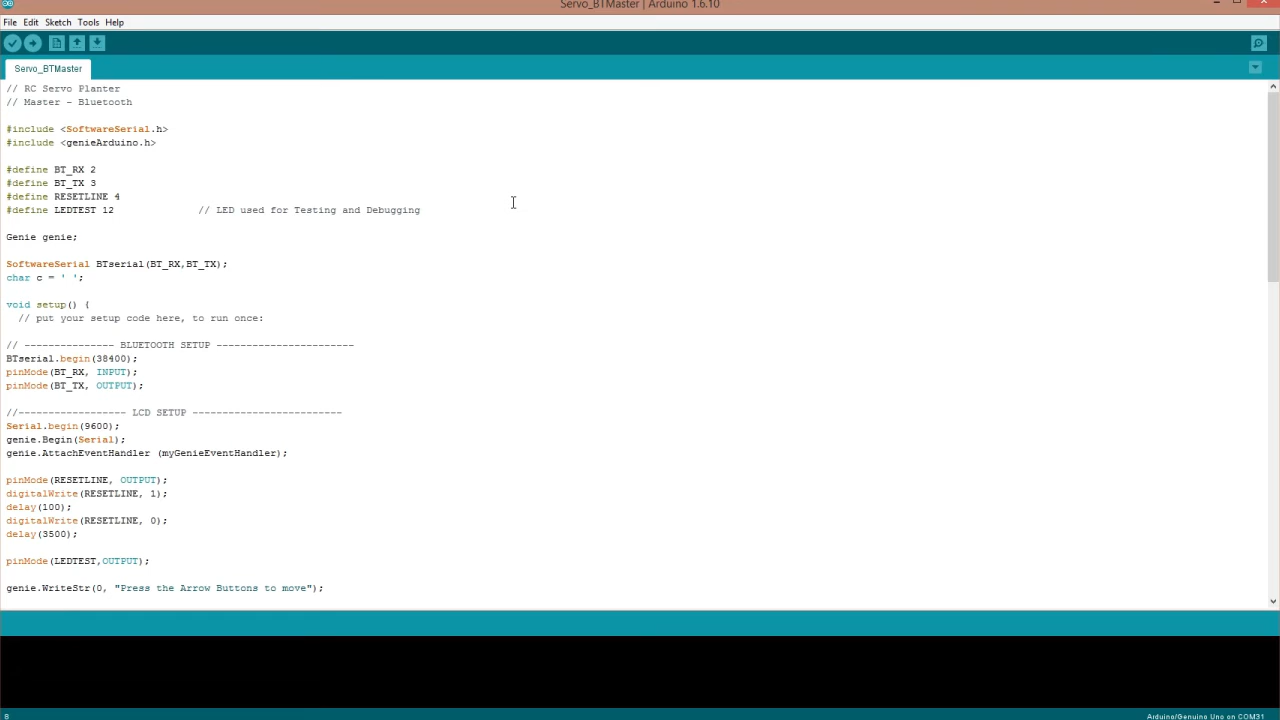 Servo_BTMaster | Arduino 1.6.10
File Edit Sketch Tools Help
Servo_BTMaster
// RC Servo Planter
// Master - Bluetooth
#include <SoftwareSerial.h>
#include <genieArduino.h>
#define BT_RX 2
#define BT_TX 3
#define RESETLINE 4
#define LEDTEST 12 // LED used for Testing and Debugging
Genie genie;
SoftwareSerial BTserial(BT_RX,BT_TX);
char c = ' ';
void setup() {
// put your setup code here, to run once:
// --------------- BLUETOOTH SETUP -----------------------
BTserial.begin(38400);
pinMode(BT_RX, INPUT);
pinMode(BT_TX, OUTPUT);
//------------------ LCD SETUP -------------------------
Serial.begin(9600);
genie.Begin(Serial);
genie.AttachEventHandler (myGenieEventHandler);
pinMode(RESETLINE, OUTPUT);
digitalWrite(RESETLINE, 1);
delay(100);
digitalWrite(RESETLINE, 0);
delay(3500);
pinMode(LEDTEST,OUTPUT);
genie.WriteStr(0, "Press the Arrow Buttons to move");
8 Arduino/Genuino Uno on COM31